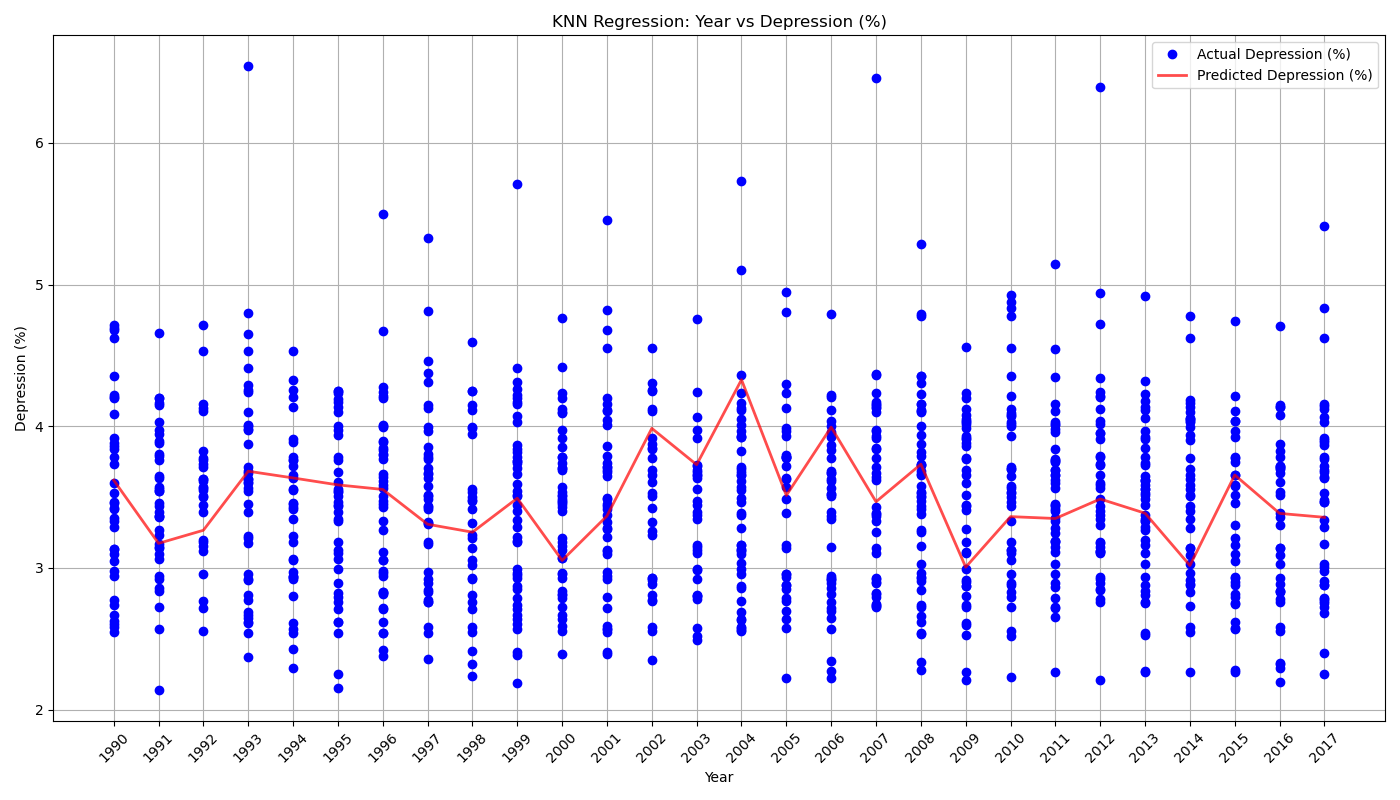 KNN Regression: Year vs Depression (%)
Actual Depression (%)
Predicted Depression (%)
Depression (%)
6
5
4
3
2
1990 1991 1992 1993 1994 1995 1996 1997 1998 1999 2000 2001 2002 2003 2004 2005 2006 2007 2008 2009 2010 2011 2012 2013 2014 2015 2016 2017
Year